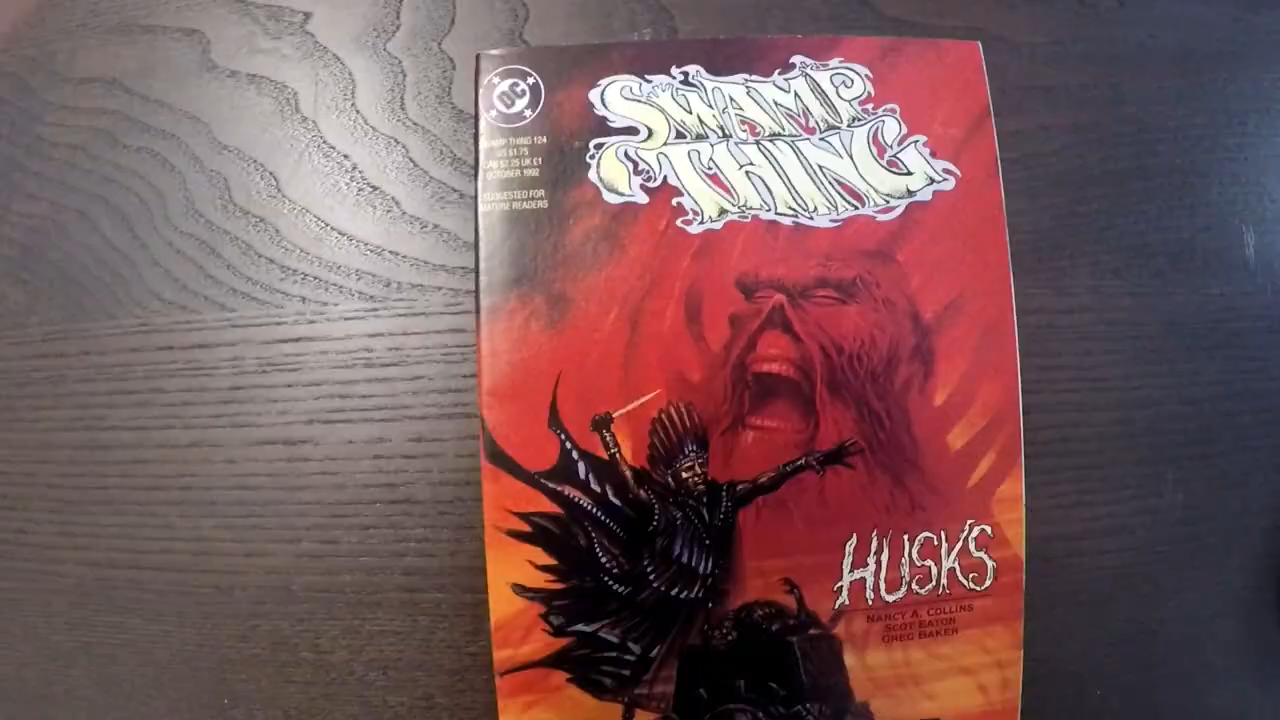 DC
SWAMP
THING
SWAMP THING 124
US $1.75
CAN $2.25 UK £1
OCTOBER 1992
SUGGESTED FOR
MATURE READERS
HUSKS
NANCY A. COLLINS
SCOT EATON
GREG BAKER